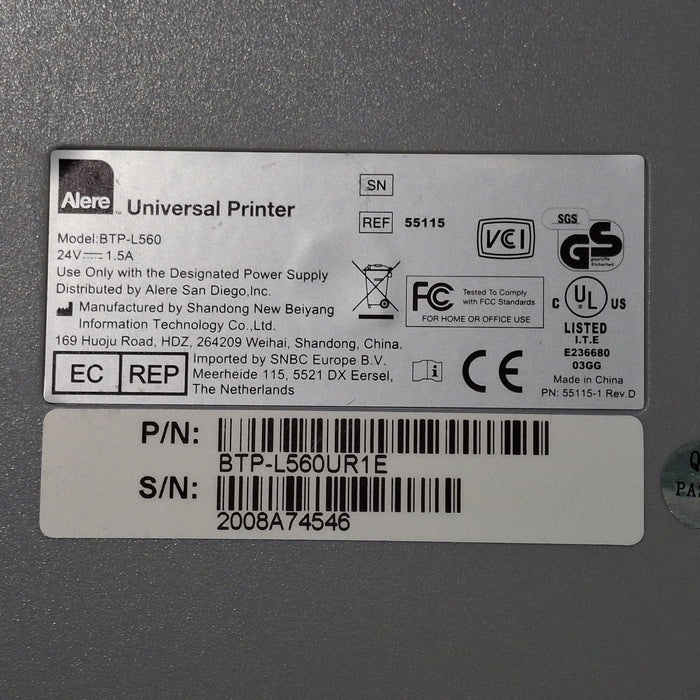 Alere™ Universal Printer
Model:BTP-L560
24V⎓1.5A
Use Only with the Designated Power Supply
Distributed by Alere San Diego,Inc.
Manufactured by Shandong New Beiyang
Information Technology Co.,Ltd.
169 Huoju Road, HDZ, 264209 Weihai, Shandong, China.
EC REP
Imported by SNBC Europe B.V.
Meerheide 115, 5521 DX Eersel,
The Netherlands
SN
REF 55115
VCI
SGS
GS
geprüfte
Sicherheit
FC Tested To Comply
with FCC Standards
FOR HOME OR OFFICE USE
C UL US
LISTED
I.T.E
E236680
03GG
CE
Made in China
PN: 55115-1 Rev.D
P/N:
BTP-L560UR1E
S/N:
2008A74546